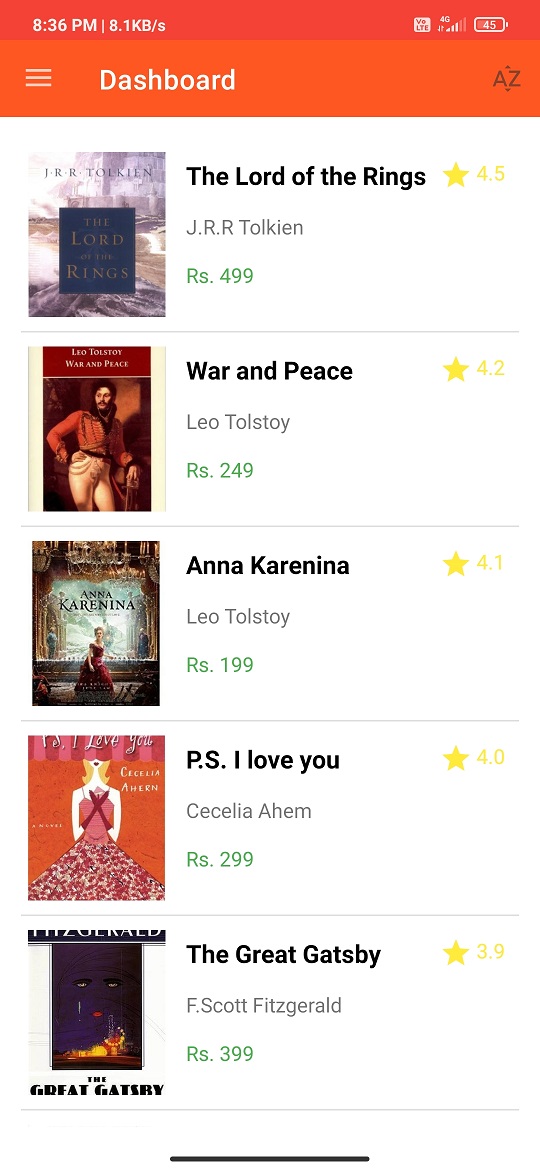 8:36 PM | 8.1KB/s
Vo
LTE
4G
45
Dashboard
AZ
J·R·R·TOLKIEN
THE
LORD
OF THE
RINGS
The Lord of the Rings
4.5
J.R.R Tolkien
Rs. 499
LEO TOLSTOY
WAR AND PEACE
War and Peace
4.2
Leo Tolstoy
Rs. 249
ANNA
KARENINA
Anna Karenina
4.1
Leo Tolstoy
Rs. 199
P.S. I Love You
CECELIA
AHERN
A NOVEL
P.S. I love you
4.0
Cecelia Ahem
Rs. 299
FITZGERALD
THE
GREAT GATSBY
The Great Gatsby
3.9
F.Scott Fitzgerald
Rs. 399